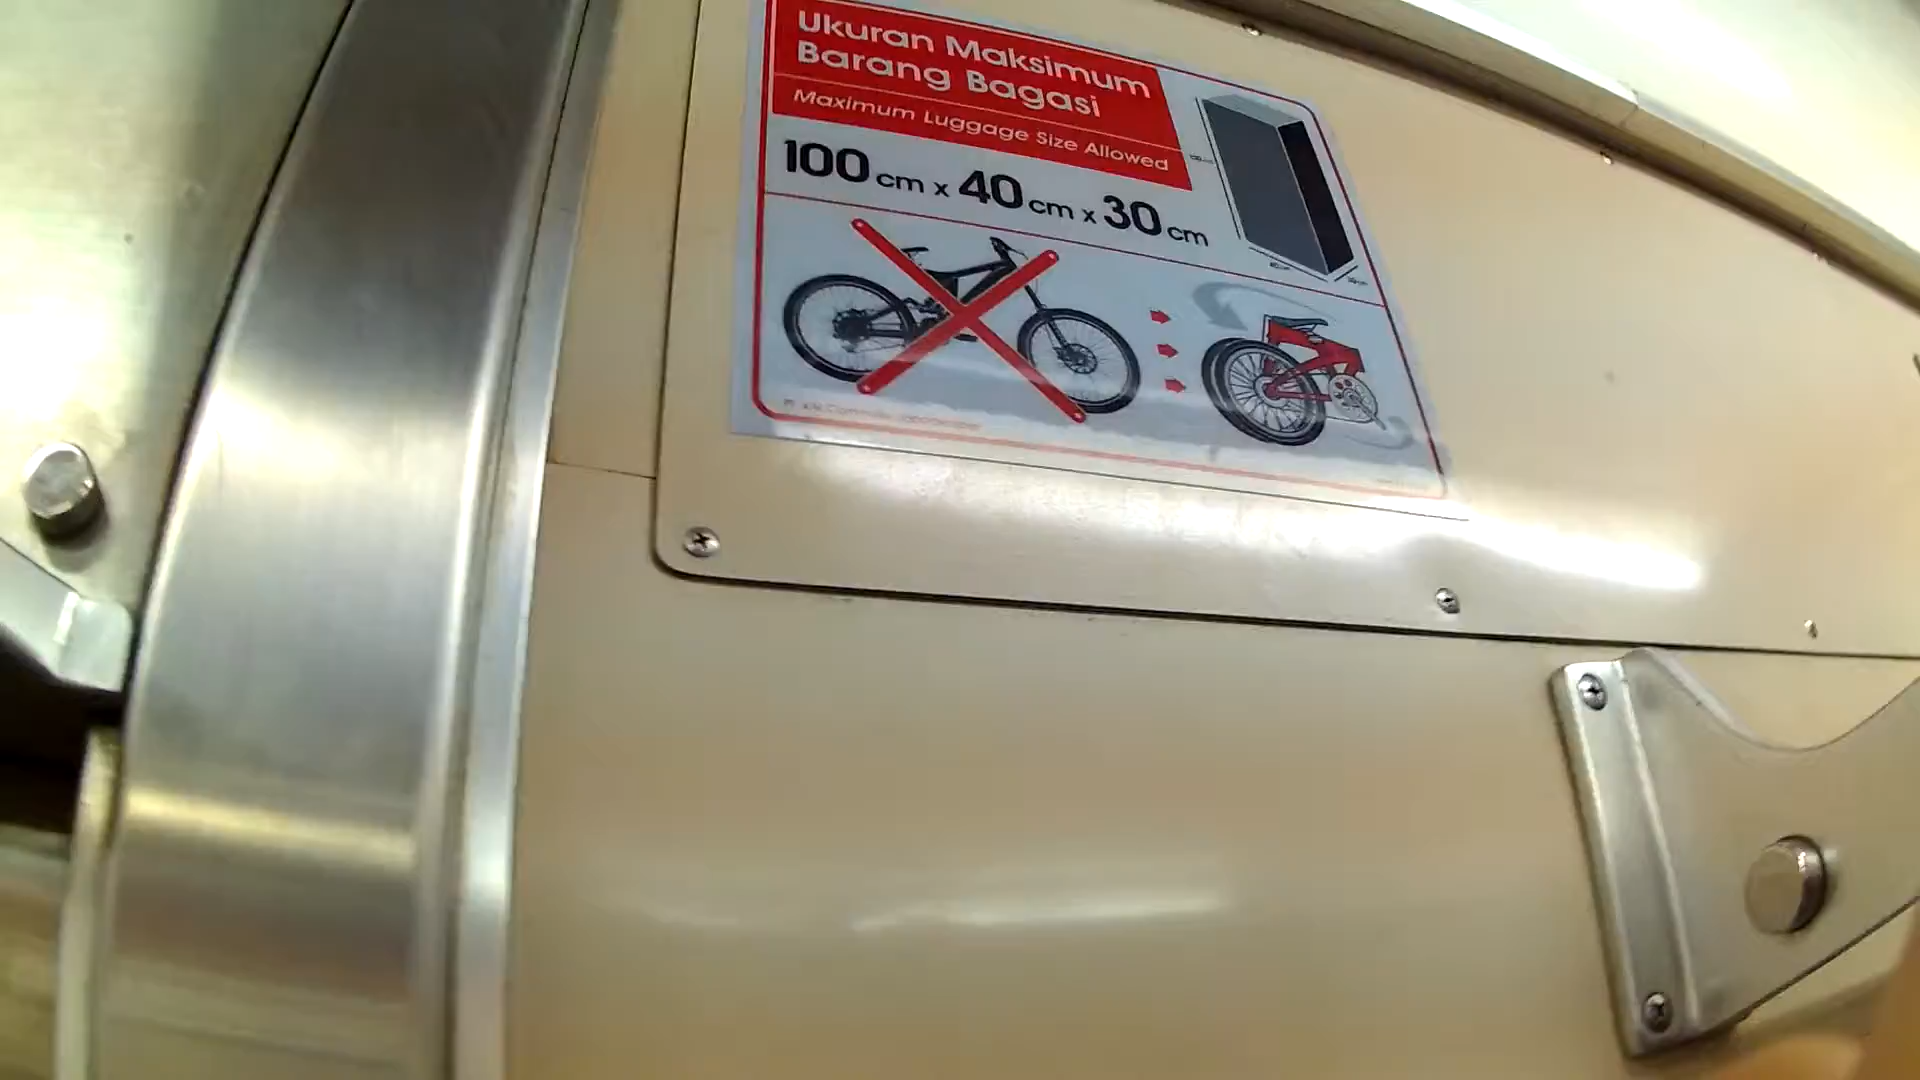 Ukuran Maksimum
Barang Bagasi
Maximum Luggage Size Allowed
100 cm x 40 cm x 30 cm